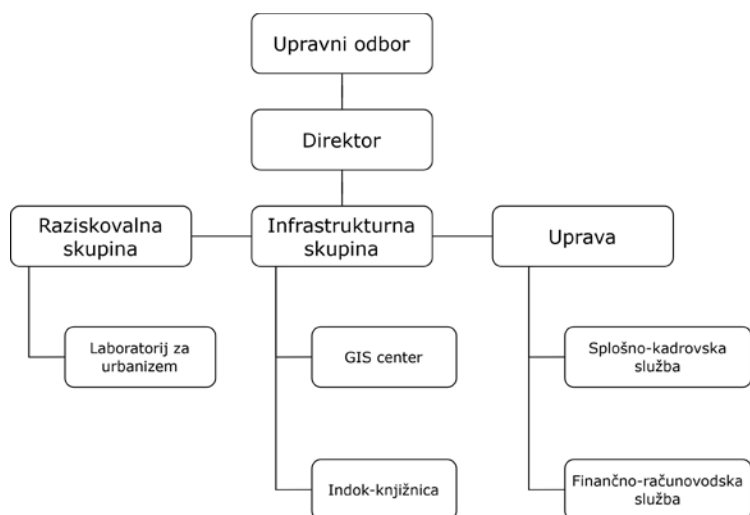 Upravni odbor
Direktor
Raziskovalna
skupina
Infrastrukturna
skupina
Uprava
Laboratorij za
urbanizem
GIS center
Splošno-kadrovska
služba
Indok-knjižnica
Finančno-računovodska
služba